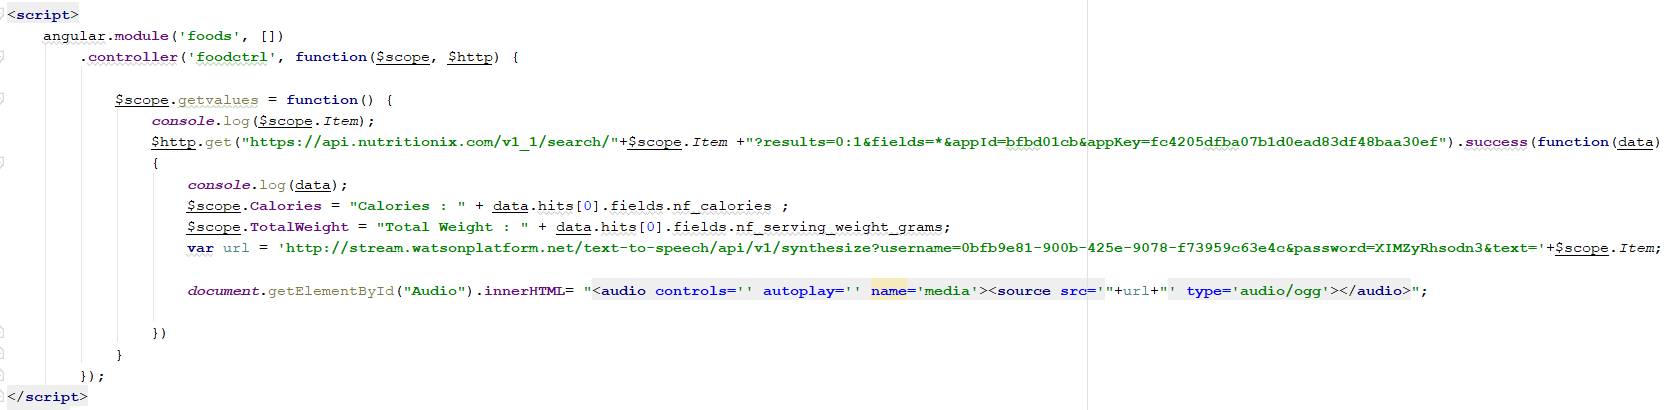 <script>
angular.module('foods', [])
.controller('foodctrl', function($scope, $http) {
$scope.getvalues = function() {
console.log($scope.Item);
$http.get("https://api.nutritionix.com/v1_1/search/"+$scope.Item +"?results=0:1&fields=*&appId=bfbd01cb&appKey=fc4205dfba07b1d0ead83df48baa30ef").success(function(data)
{
console.log(data);
$scope.Calories = "Calories : " + data.hits[0].fields.nf_calories ;
$scope.TotalWeight = "Total Weight : " + data.hits[0].fields.nf_serving_weight_grams;
var url = 'http://stream.watsonplatform.net/text-to-speech/api/v1/synthesize?username=0bfb9e81-900b-425e-9078-f73959c63e4c&password=XIMZyRhsodn3&text='+$scope.Item;
document.getElementById("Audio").innerHTML= "<audio controls='' autoplay='' name='media'><source src='"+url+"' type='audio/ogg'></audio>";
})
}
});
</script>